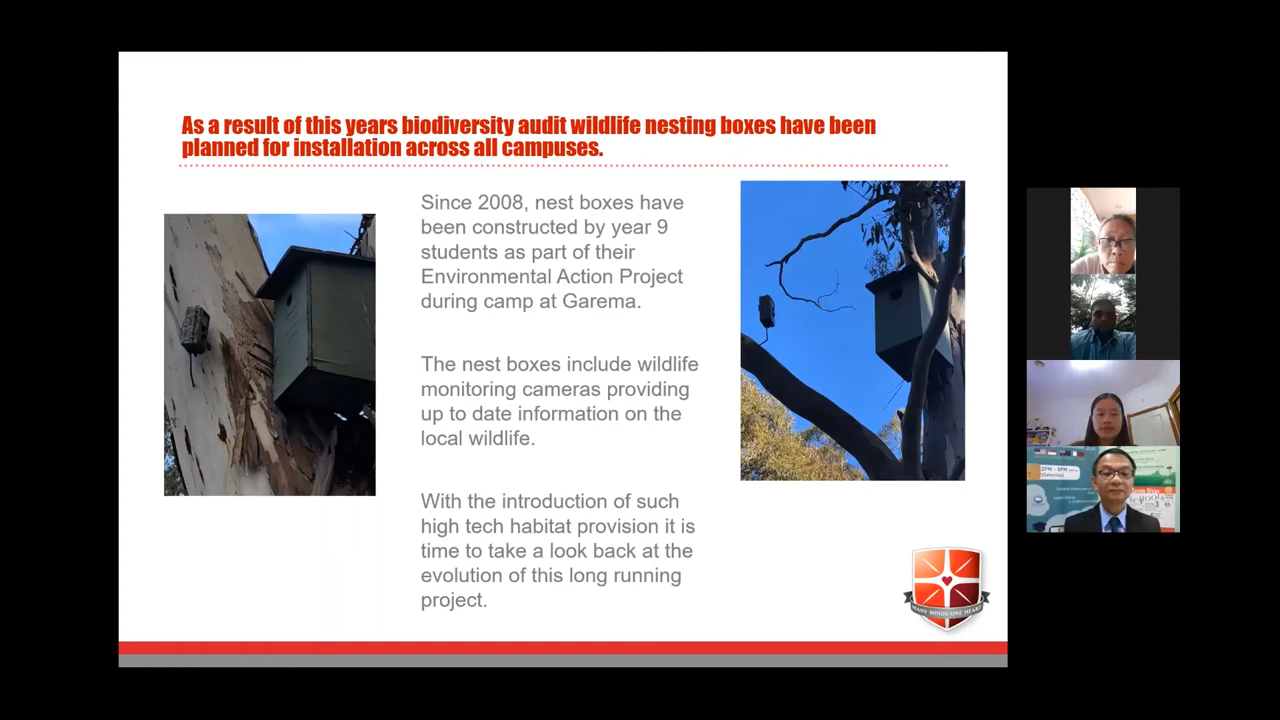 As a result of this years biodiversity audit wildlife nesting boxes have been
planned for installation across all campuses.
Since 2008, nest boxes have
been constructed by year 9
students as part of their
Environmental Action Project
during camp at Garema.
The nest boxes include wildlife
monitoring cameras providing
up to date information on the
local wildlife.
With the introduction of such
high tech habitat provision it is
time to take a look back at the
evolution of this long running
project.
MANY MINDS ONE HEART
2PM - 5PM